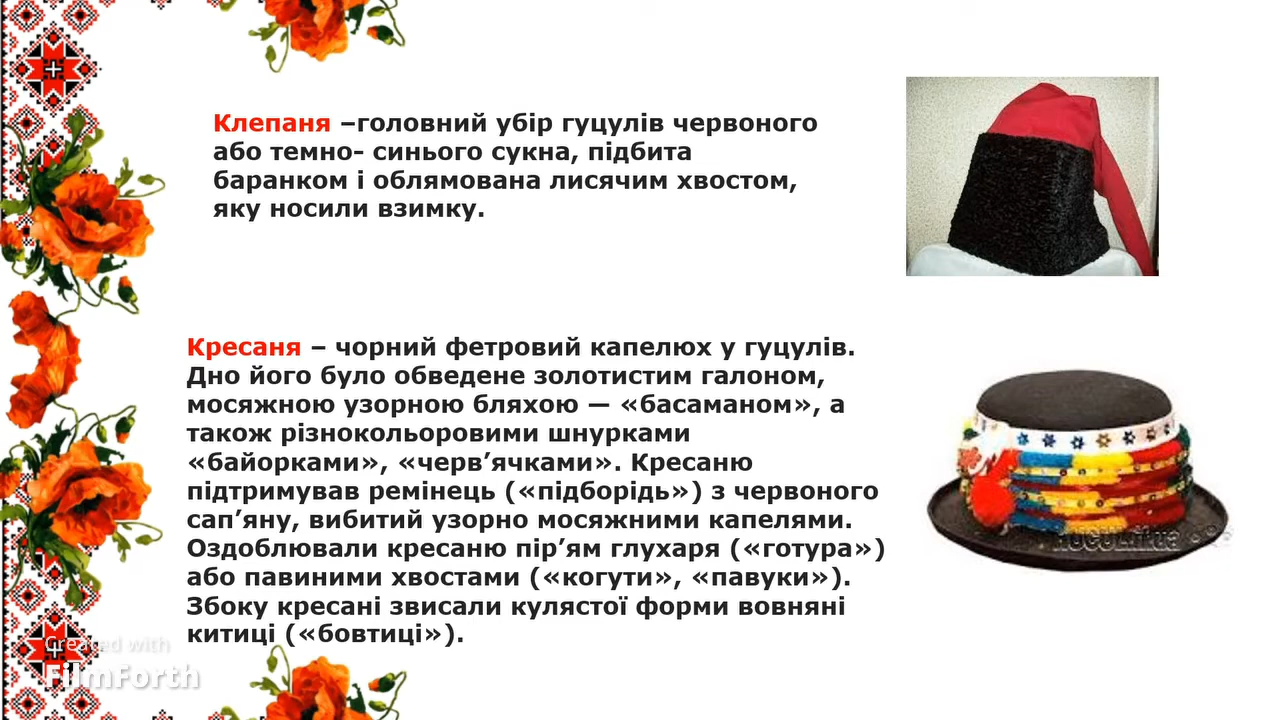 Клепаня –головний убір гуцулів червоного
або темно- синього сукна, підбита
баранком і облямована лисячим хвостом,
яку носили взимку.
Кресаня – чорний фетровий капелюх у гуцулів.
Дно його було обведене золотистим галоном,
мосяжною узорною бляхою — «басаманом», а
також різнокольоровими шнурками
«байорками», «черв’ячками». Кресаню
підтримував ремінець («підборідь») з червоного
сап’яну, вибитий узорно мосяжними капелями.
Оздоблювали кресаню пір’ям глухаря («готура»)
або павиними хвостами («когути», «павуки»).
Збоку кресані звисали кулястої форми вовняні
китиці («бовтиці»).
Created with
FilmForth